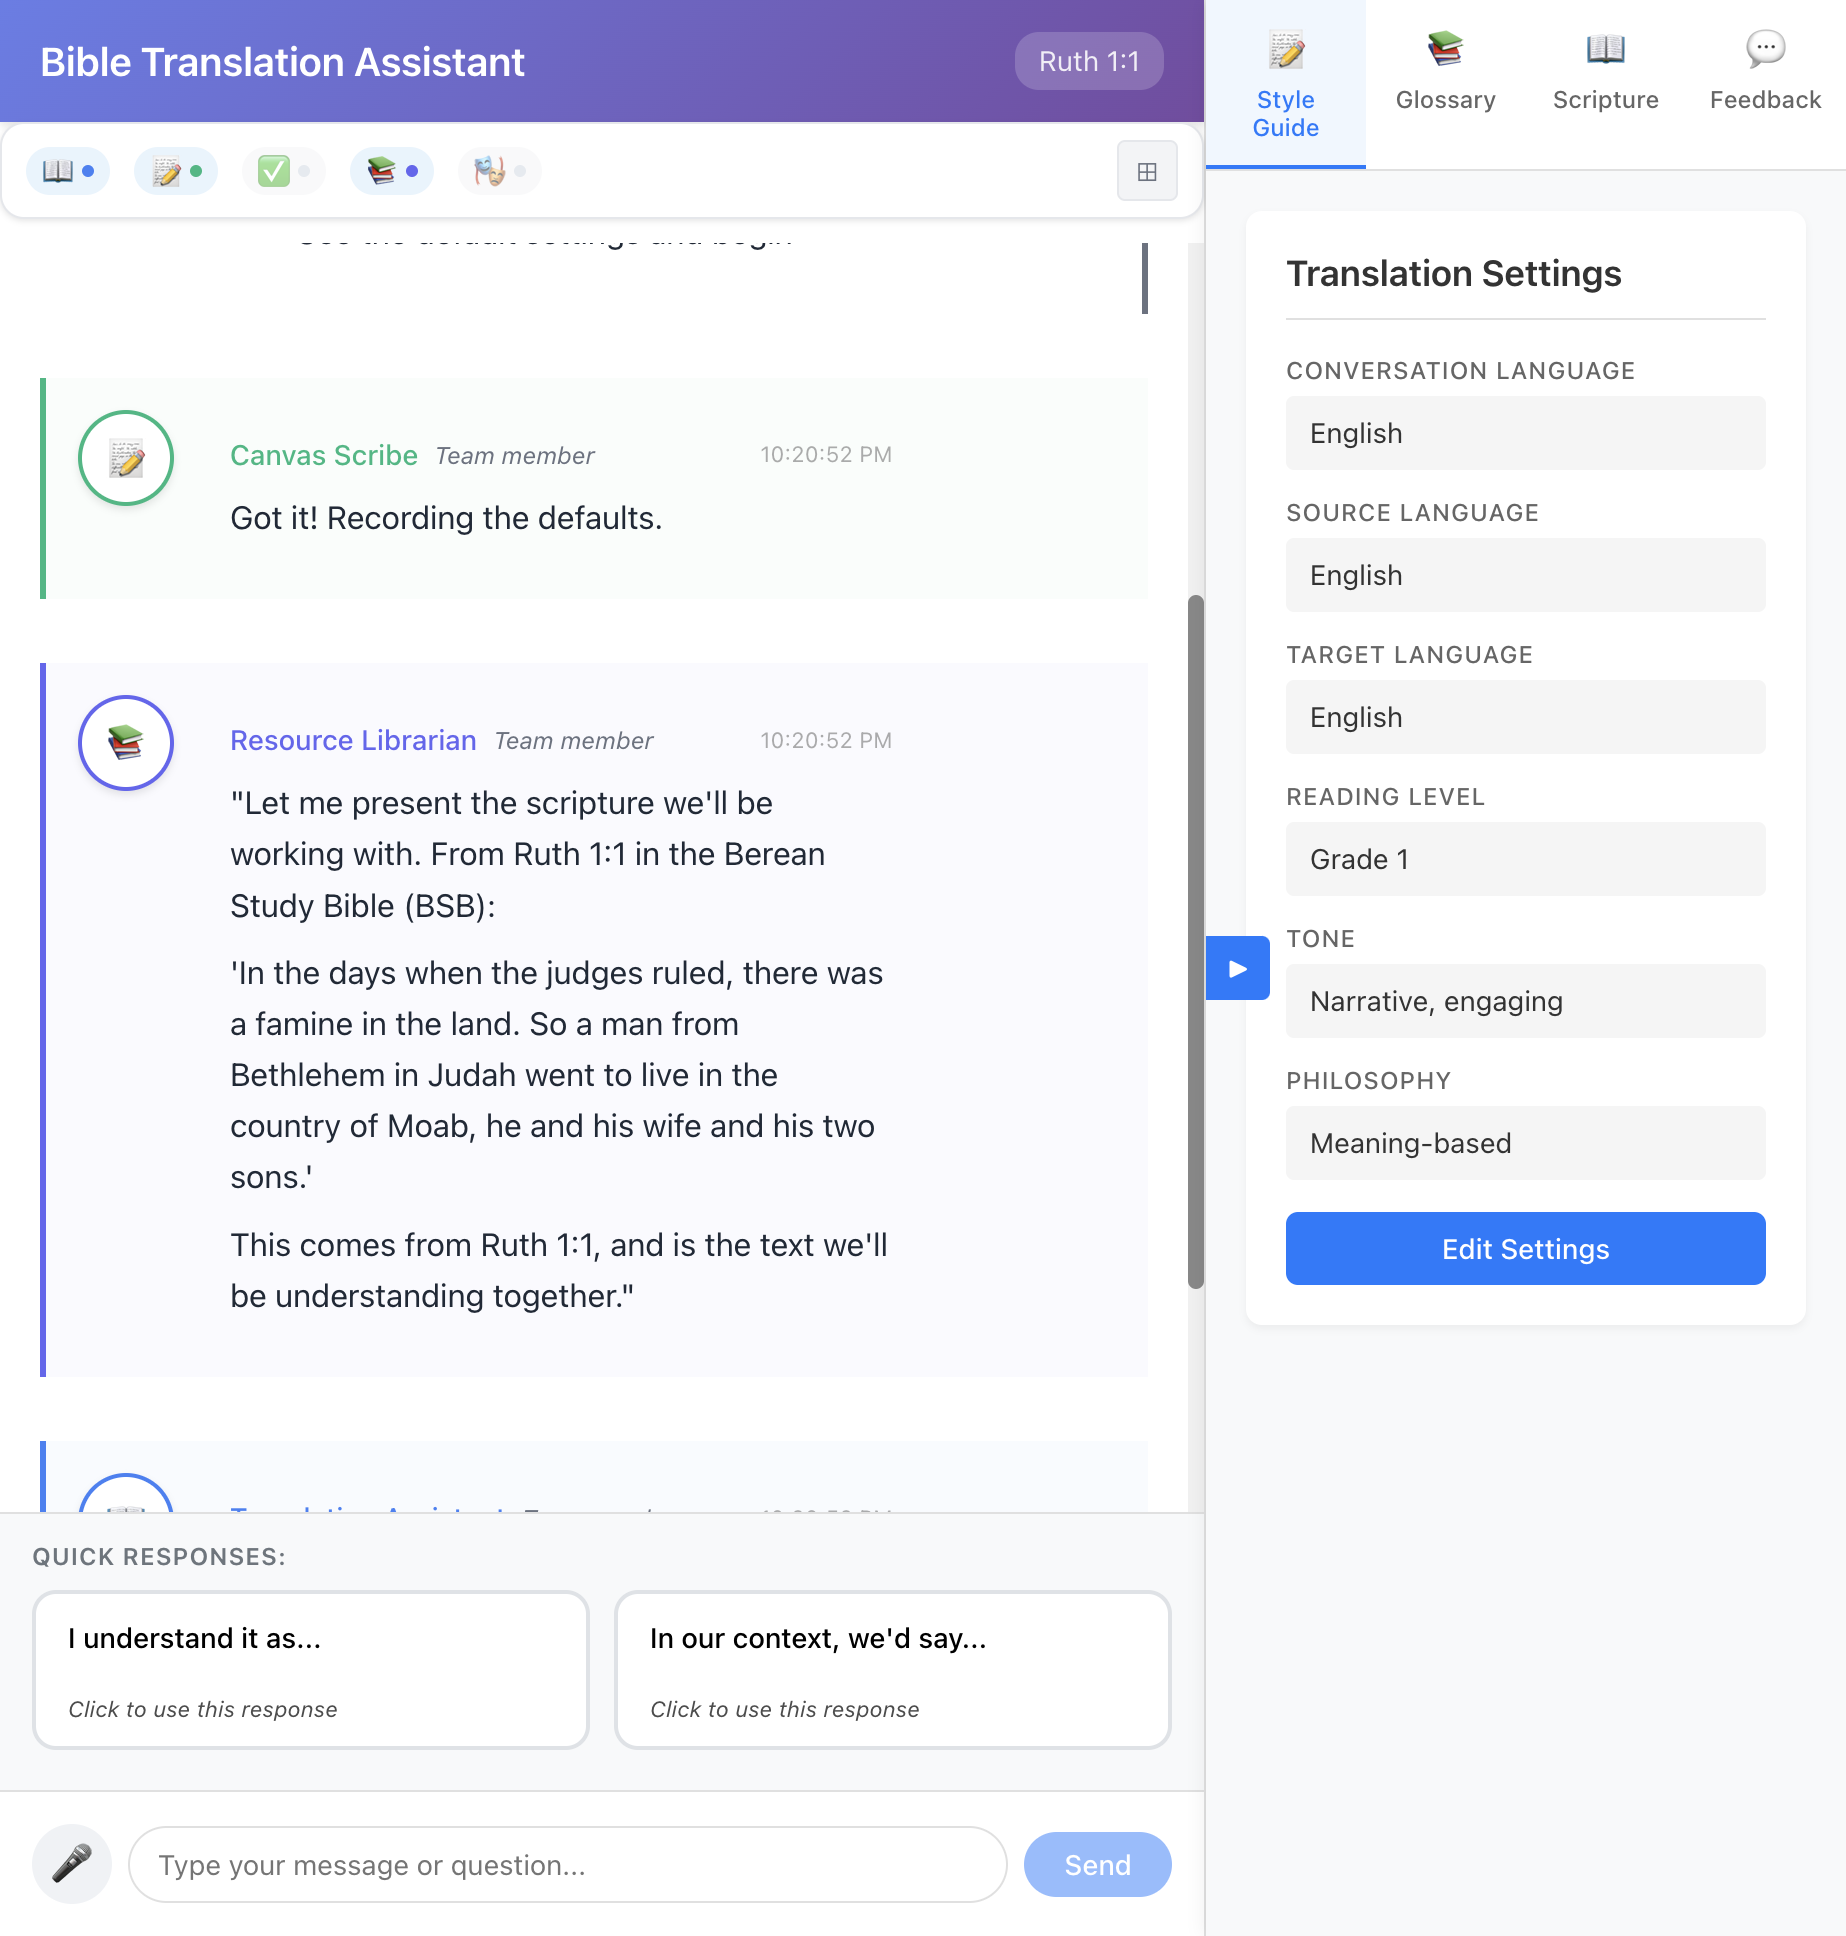 Bible Translation Assistant
Ruth 1:1
Canvas Scribe Team member 10:20:52 PM
Got it! Recording the defaults.
Resource Librarian Team member 10:20:52 PM
"Let me present the scripture we'll be
working with. From Ruth 1:1 in the Berean
Study Bible (BSB):
'In the days when the judges ruled, there was
a famine in the land. So a man from
Bethlehem in Judah went to live in the
country of Moab, he and his wife and his two
sons.'
This comes from Ruth 1:1, and is the text we'll
be understanding together."
QUICK RESPONSES:
I understand it as...
Click to use this response
In our context, we'd say...
Click to use this response
Type your message or question...
Send
Style
Guide
Glossary
Scripture
Feedback
Translation Settings
CONVERSATION LANGUAGE
English
SOURCE LANGUAGE
English
TARGET LANGUAGE
English
READING LEVEL
Grade 1
TONE
Narrative, engaging
PHILOSOPHY
Meaning-based
Edit Settings